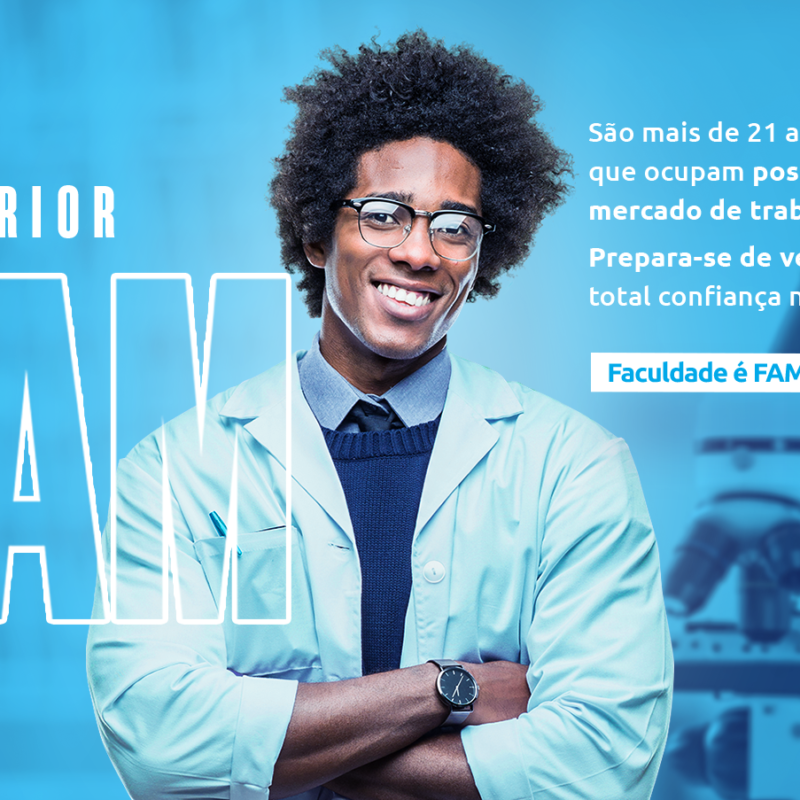 RIOR
AM
São mais de 21 a
que ocupam pos
mercado de trab
Prepara-se de ve
total confiança n
Faculdade é FAM